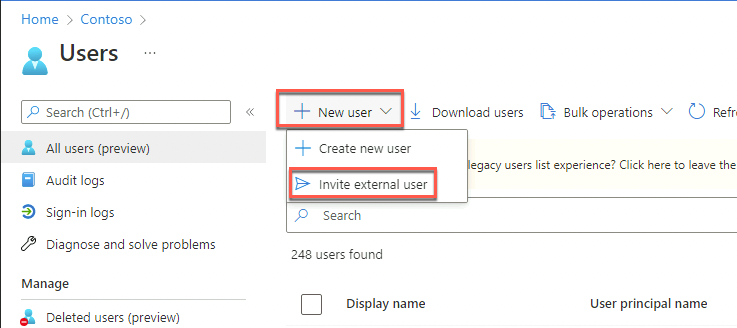 Home > Contoso >
Users ...
Search (Ctrl+/) «
New user Download users Bulk operations Refre
Create new user
Invite external user
legacy users list experience? Click here to leave the
All users (preview)
Audit logs
Sign-in logs
Diagnose and solve problems
Manage
Deleted users (preview)
Search
248 users found
Display name User principal name